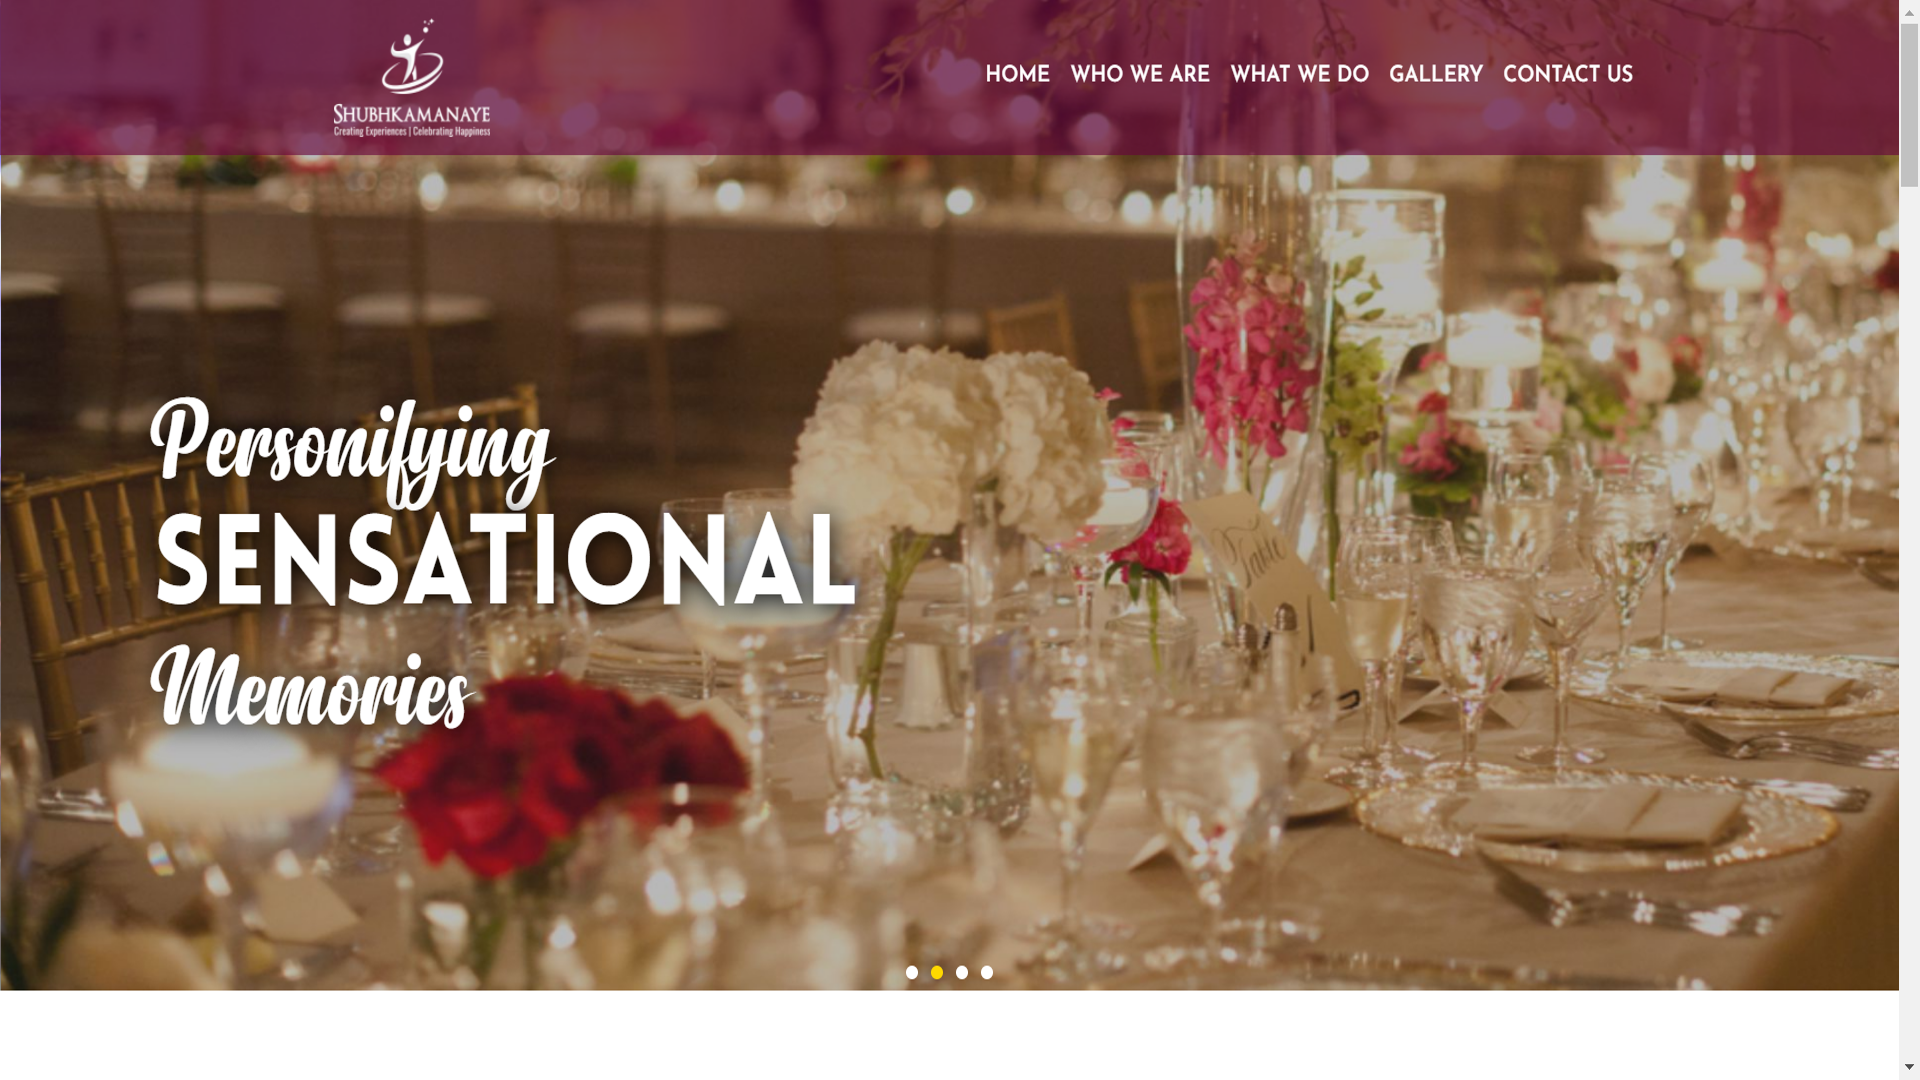 SHUBHKAMANAYE
Creating Experiences | Celebrating Happiness
HOME WHO WE ARE WHAT WE DO GALLERY CONTACT US
Personifying
SENSATIONAL
Memories
Table